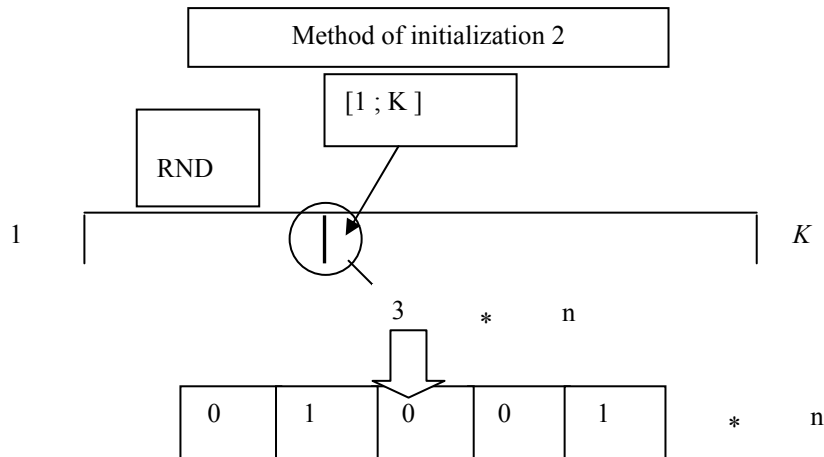 Method of initialization 2
[1 ; K ]
RND
1 K
3 * n
0 1 0 0 1 * n